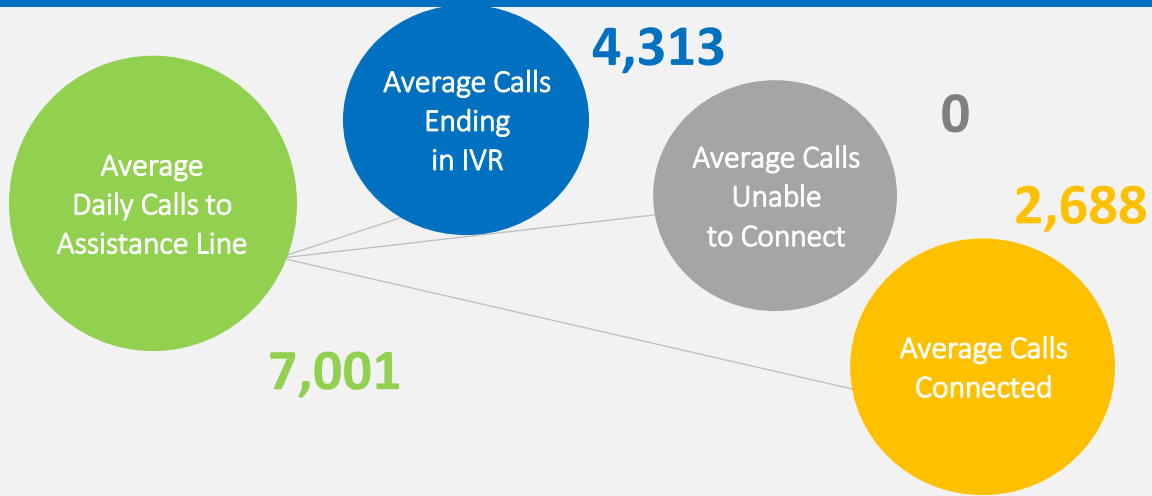 Average
Daily Calls to
Assistance Line
7,001
Average Calls
Ending
in IVR
4,313
Average Calls
Unable
to Connect
0
Average Calls
Connected
2,688